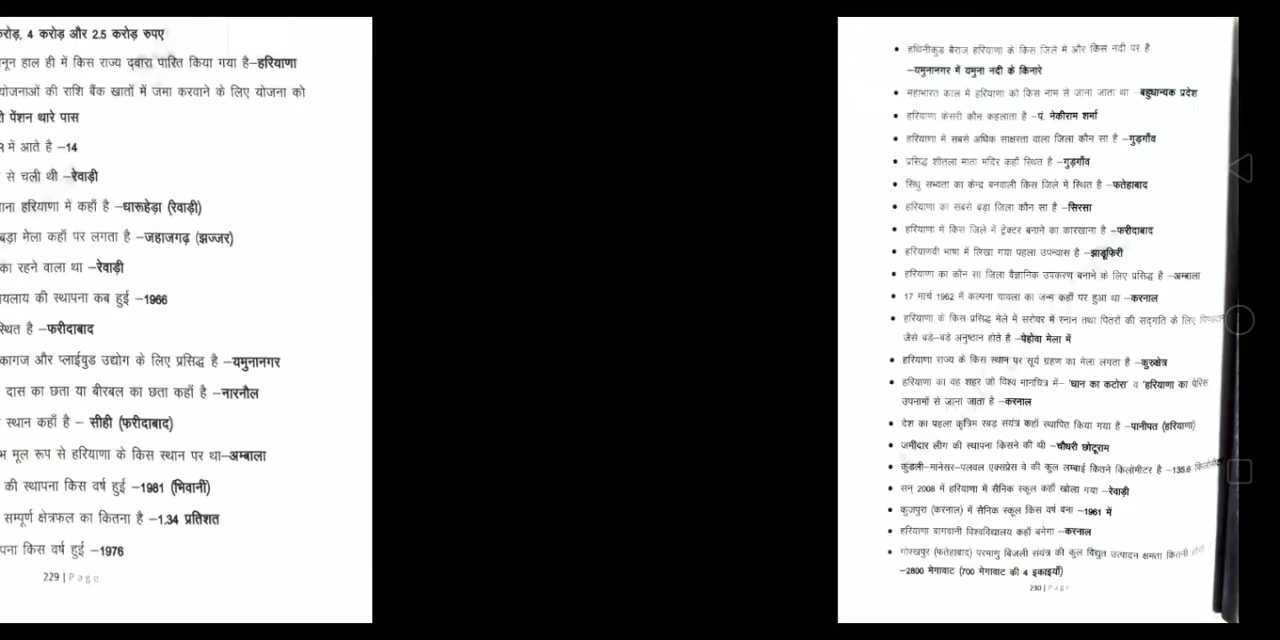 करोड़, 4 करोड़ और 2.5 करोड़ रुपए
हाल ही में किस राज्य द्वारा पारित किया गया है–हरियाणा
योजनाओं की राशि बैंक खातों में जमा करवाने के लिए योजना को
पेंशन थारे पास
में आते है –14
से चली थी –रेवाड़ी
हरियाणा में कहाँ है –धारूहेड़ा (रेवाड़ी)
बड़ा मेला कहाँ पर लगता है –जहाजगढ़ (झज्जर)
का रहने वाला था –रेवाड़ी
की स्थापना कब हुई –1966
स्थित है –फरीदाबाद
कागज और प्लाईवुड उद्योग के लिए प्रसिद्ध है –यमुनानगर
दास का छता या बीरबल का छता कहाँ है –नारनौल
स्थान कहाँ है – सीही (फरीदाबाद)
मूल रूप से हरियाणा के किस स्थान पर था–अम्बाला
की स्थापना किस वर्ष हुई –1981 (भिवानी)
सम्पूर्ण क्षेत्रफल का कितना है –1.34 प्रतिशत
किस वर्ष हुई –1976
229 | Page
• हथिनीकुड बैराज हरियाणा के किस जिले में और किस नदी पर है
–यमुनानगर में यमुना नदी के किनारे
• महाभारत काल में हरियाणा को किस नाम से जाना जाता था –बहुधान्यक प्रदेश
• हरियाणा केसरी कौन कहलाता है –पं. नेकीराम शर्मा
• हरियाणा में सबसे अधिक साक्षरता वाला जिला कौन सा है –गुड़गाँव
• प्रसिद्ध शीतला माता मंदिर कहाँ स्थित है –गुड़गाँव
• सिंधु सभ्यता का केन्द्र बनवाली किस जिले में स्थित है –फतेहाबाद
• हरियाणा का सबसे बड़ा जिला कौन सा है –सिरसा
• हरियाणा में किस जिले में ट्रेक्टर बनाने का कारखाना है –फरीदाबाद
• हरियाणवी भाषा में लिखा गया पहला उपन्यास है –झाडूफिरी
• हरियाणा का कौन सा जिला वैज्ञानिक उपकरण बनाने के लिए प्रसिद्ध है –अम्बाला
• 17 मार्च 1962 में कल्पना चावला का जन्म कहाँ पर हुआ था –करनाल
• हरियाणा के किस प्रसिद्ध मेले में सरोवर में स्नान तथा पितरों की सद्गति के लिए पिण्डदान
जैसे बडे–बड़े अनुष्ठान होते है –पेहोवा मेला में
• हरियाणा राज्य के किस स्थान पर सूर्य ग्रहण का मेला लगता है –कुरुक्षेत्र
• हरियाणा का वह शहर जो विश्व मानचित्र में– 'धान का कटोरा' व 'हरियाणा का पेरिस
उपनामों से जाना जाता है –करनाल
• देश का पहला कृत्रिम रबड़ संयंत्र कहाँ स्थापित किया गया है –पानीपत (हरियाणा)
• जमींदार लीग की स्थापना किसने की थी –चौधरी छोटूराम
• कुंडली–मानेसर–पलवल एक्सप्रेस वे की कुल लम्बाई कितने किलोमीटर है –135.6 किलोमीटर
• सन् 2008 में हरियाणा में सैनिक स्कूल कहाँ खोला गया –रेवाड़ी
• कुंजपुरा (करनाल) में सैनिक स्कूल किस वर्ष बना –1961 में
• हरियाणा बागवानी विश्वविद्यालय कहाँ बनेगा –करनाल
• गोरखपुर (फतेहाबाद) परमाणु बिजली संयंत्र की कुल विद्युत उत्पादन क्षमता कितनी होगी
–2800 मेगावाट (700 मेगावाट की 4 इकाइयाँ)
230 | Page